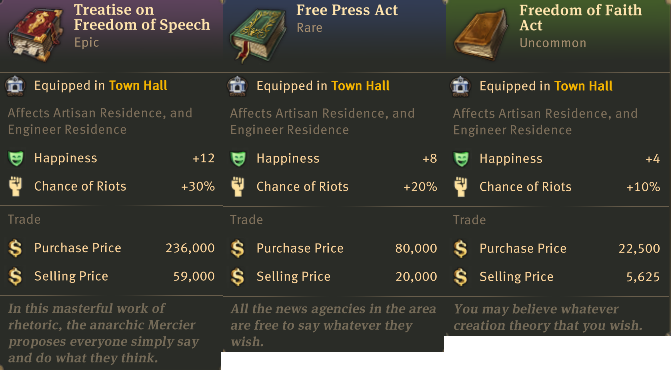 Treatise on
Freedom of Speech
Epic
Equipped in Town Hall
Affects Artisan Residence, and
Engineer Residence
Happiness +12
Chance of Riots +30%
Trade
Purchase Price 236,000
Selling Price 59,000
In this masterful work of
rhetoric, the anarchic Mercier
proposes everyone simply say
and do what they think.
Free Press Act
Rare
Equipped in Town Hall
Affects Artisan Residence, and
Engineer Residence
Happiness +8
Chance of Riots +20%
Trade
Purchase Price 80,000
Selling Price 20,000
All the news agencies in the area
are free to say whatever they
wish.
Freedom of Faith
Act
Uncommon
Equipped in Town Hall
Affects Artisan Residence, and
Engineer Residence
Happiness +4
Chance of Riots +10%
Trade
Purchase Price 22,500
Selling Price 5,625
You may believe whatever
creation theory that you wish.